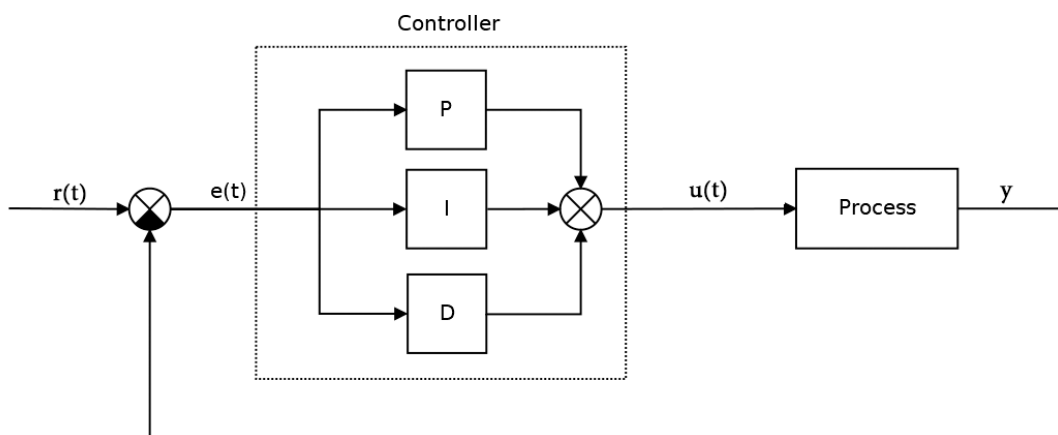 Controller
P
r(t)
e(t)
I
u(t)
Process
y
D